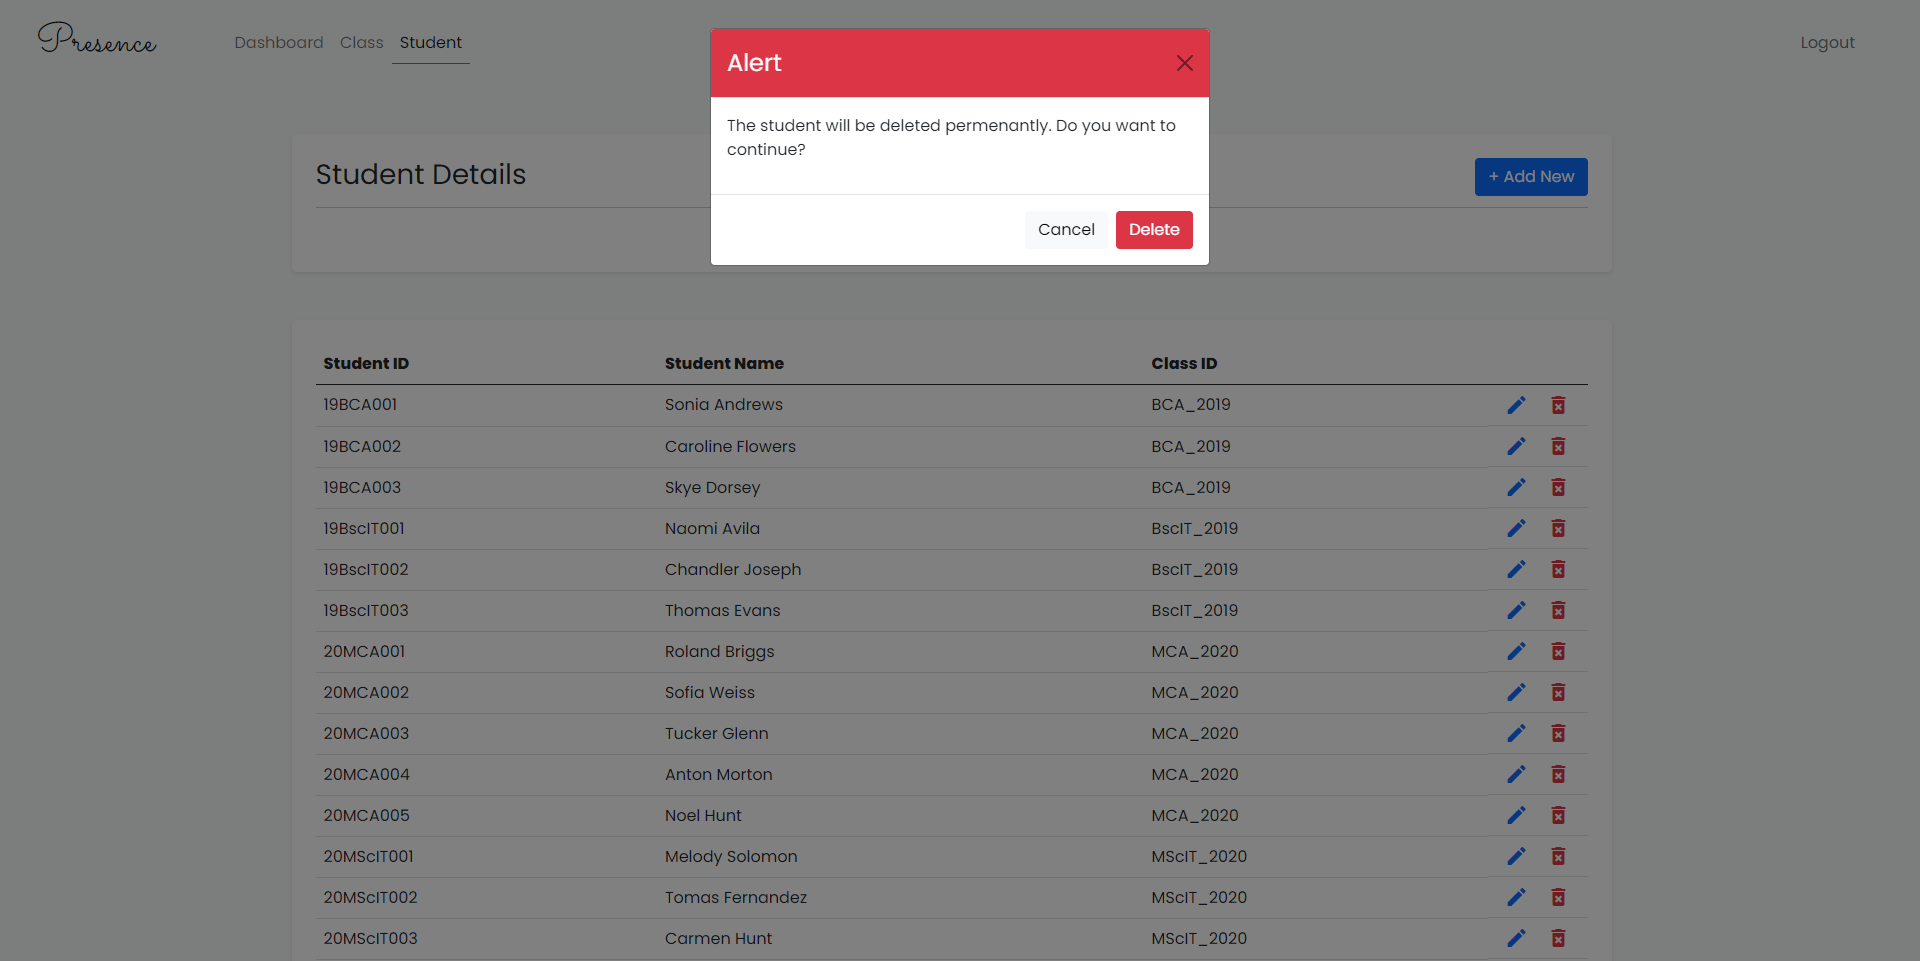 Presence
Dashboard Class Student
Logout
Alert
The student will be deleted permenantly. Do you want to
continue?
Cancel Delete
Student Details
+ Add New
Student ID Student Name Class ID
19BCA001 Sonia Andrews BCA_2019
19BCA002 Caroline Flowers BCA_2019
19BCA003 Skye Dorsey BCA_2019
19BscIT001 Naomi Avila BscIT_2019
19BscIT002 Chandler Joseph BscIT_2019
19BscIT003 Thomas Evans BscIT_2019
20MCA001 Roland Briggs MCA_2020
20MCA002 Sofia Weiss MCA_2020
20MCA003 Tucker Glenn MCA_2020
20MCA004 Anton Morton MCA_2020
20MCA005 Noel Hunt MCA_2020
20MScIT001 Melody Solomon MScIT_2020
20MScIT002 Tomas Fernandez MScIT_2020
20MScIT003 Carmen Hunt MScIT_2020